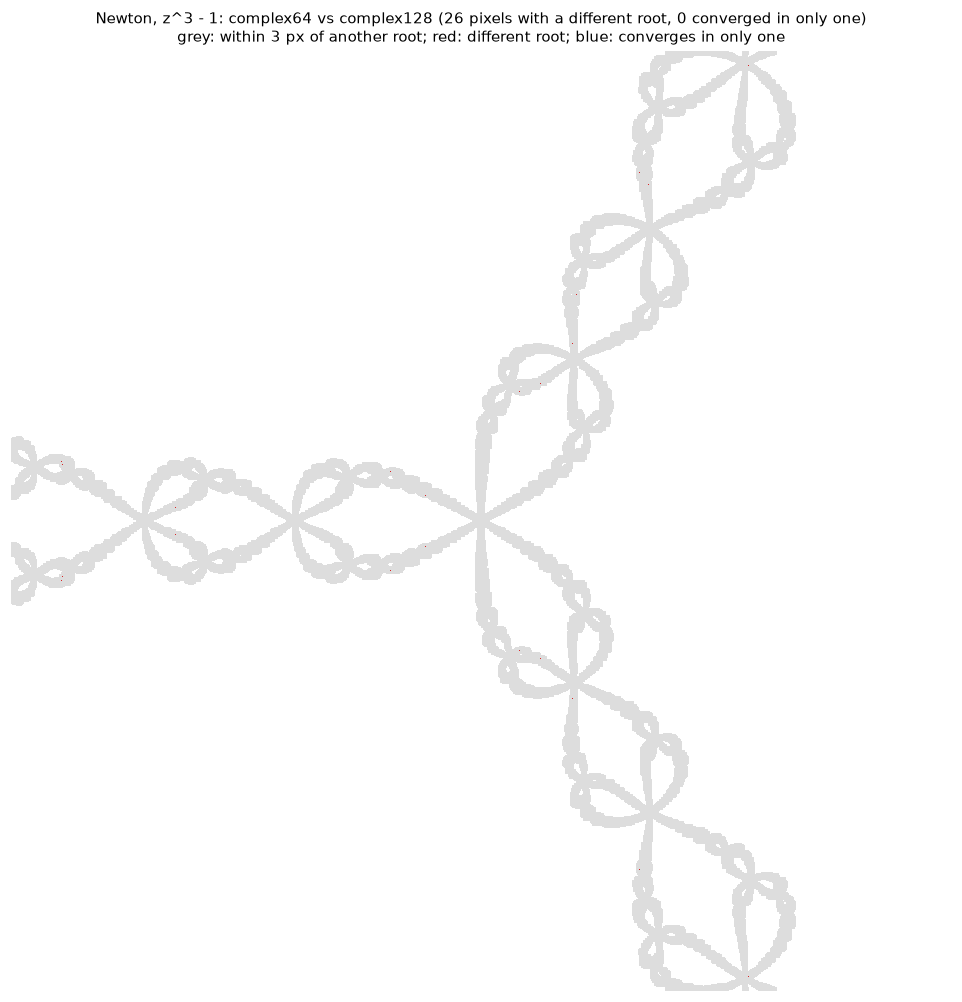 Newton, z^3 - 1: complex64 vs complex128 (26 pixels with a different root, 0 converged in only one)
grey: within 3 px of another root; red: different root; blue: converges in only one